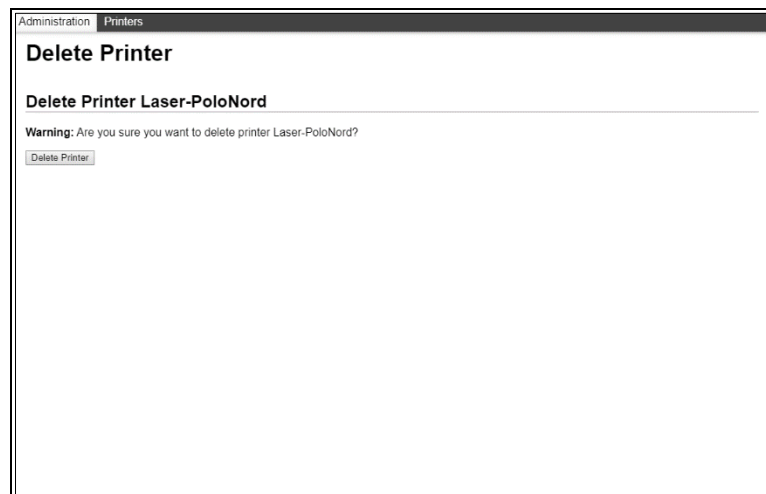 Administration Printers
Delete Printer
Delete Printer Laser-PoloNord
Warning: Are you sure you want to delete printer Laser-PoloNord?
Delete Printer